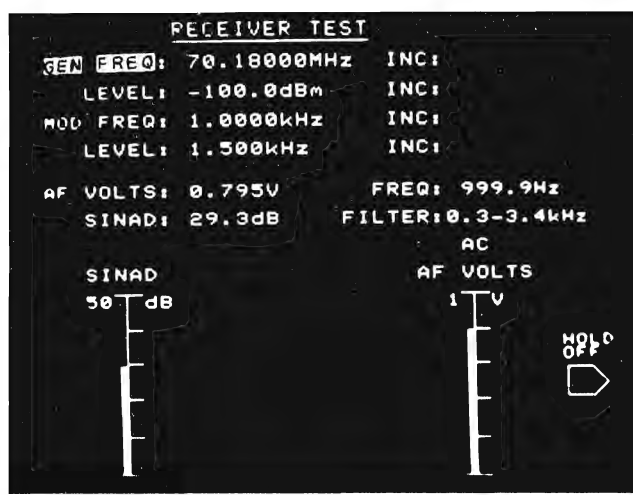 RECEIVER TEST
GEN FREQ: 70.18000MHz INC:
LEVEL: -100.0dBm INC:
MOD FREQ: 1.0000kHz INC:
LEVEL: 1.500kHz INC:
AF VOLTS: 0.795V FREQ: 999.9Hz
SINAD: 29.3dB FILTER:0.3-3.4kHz
AC
SINAD AF VOLTS
50 dB 1 V
HOLD
OFF